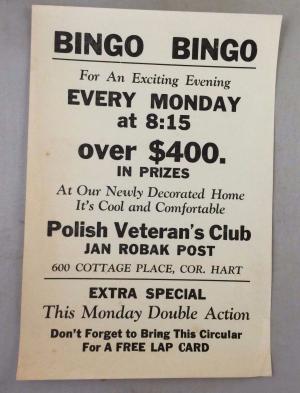 BINGO BINGO
For An Exciting Evening
EVERY MONDAY
at 8:15
over $400.
IN PRIZES
At Our Newly Decorated Home
It's Cool and Comfortable
Polish Veteran's Club
JAN ROBAK POST
600 COTTAGE PLACE, COR. HART
EXTRA SPECIAL
This Monday Double Action
Don't Forget to Bring This Circular
For A FREE LAP CARD